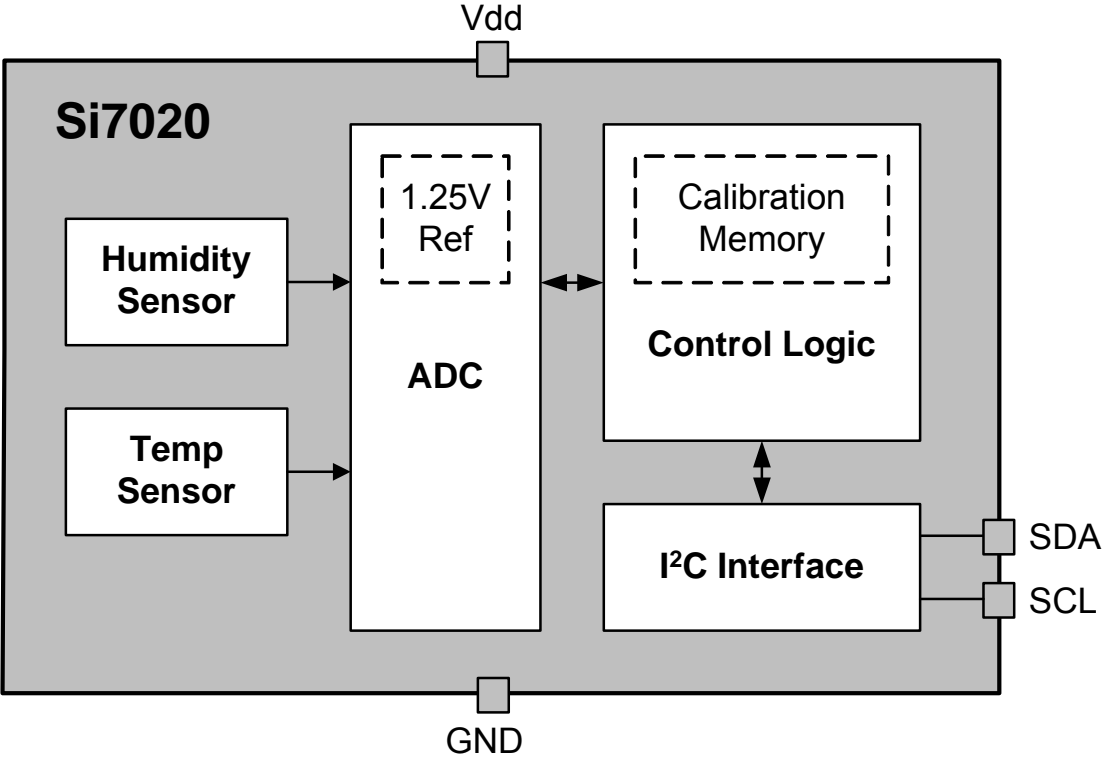 Vdd
Si7020
1.25V
Ref
Calibration
Memory
Humidity
Sensor
Control Logic
ADC
Temp
Sensor
I²C Interface
SDA
SCL
GND